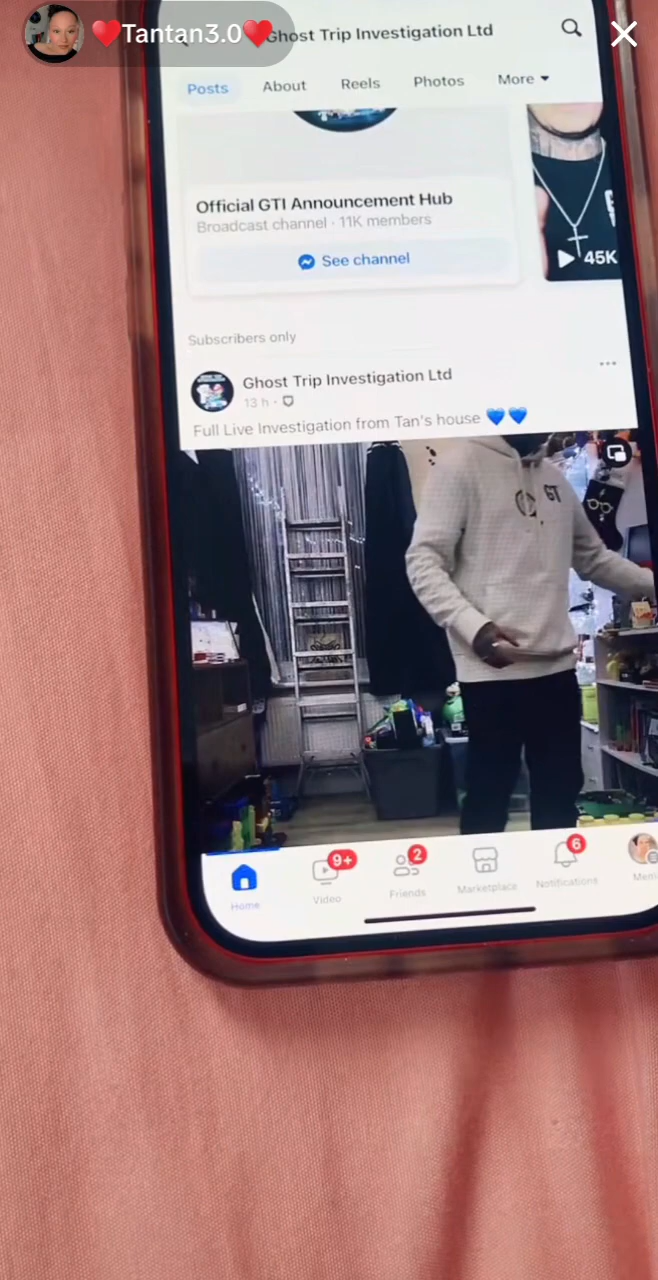 ❤️Tantan3.0❤️
Ghost Trip Investigation Ltd
Posts
About
Reels
Photos
More
Official GTI Announcement Hub
Broadcast channel · 11K members
See channel
45K
Subscribers only
Ghost Trip Investigation Ltd
13 h ·
Full Live Investigation from Tan's house 💙💙
GT
Home
9+
Video
2
Friends
Marketplace
6
Notifications